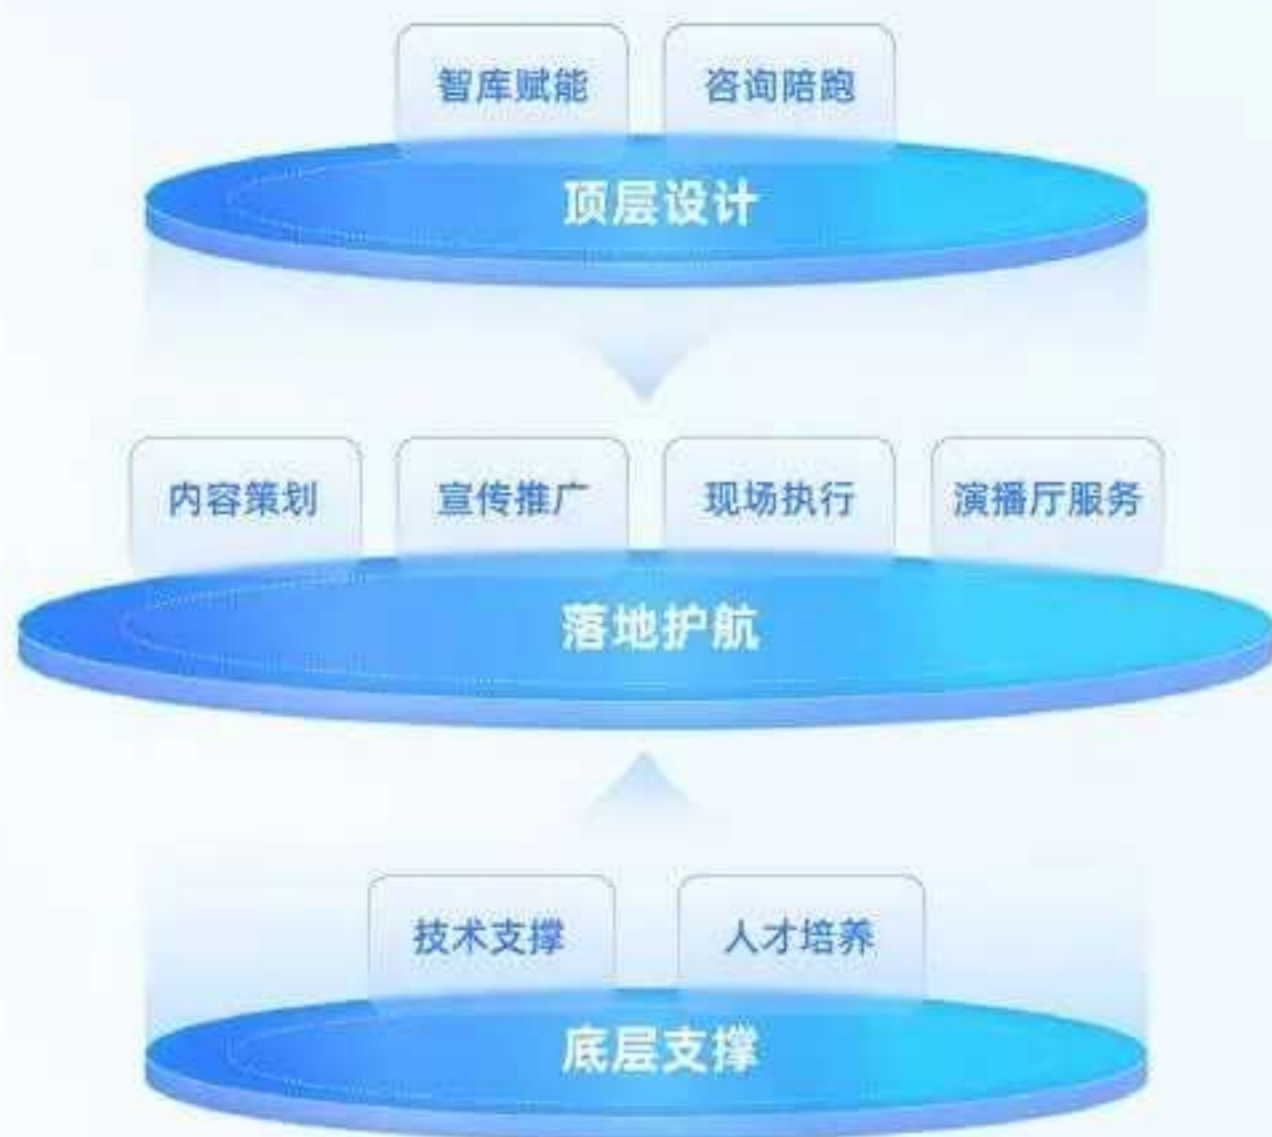 智库赋能 咨询陪跑
顶层设计
内容策划 宣传推广 现场执行 演播厅服务
落地护航
技术支撑 人才培养
底层支撑